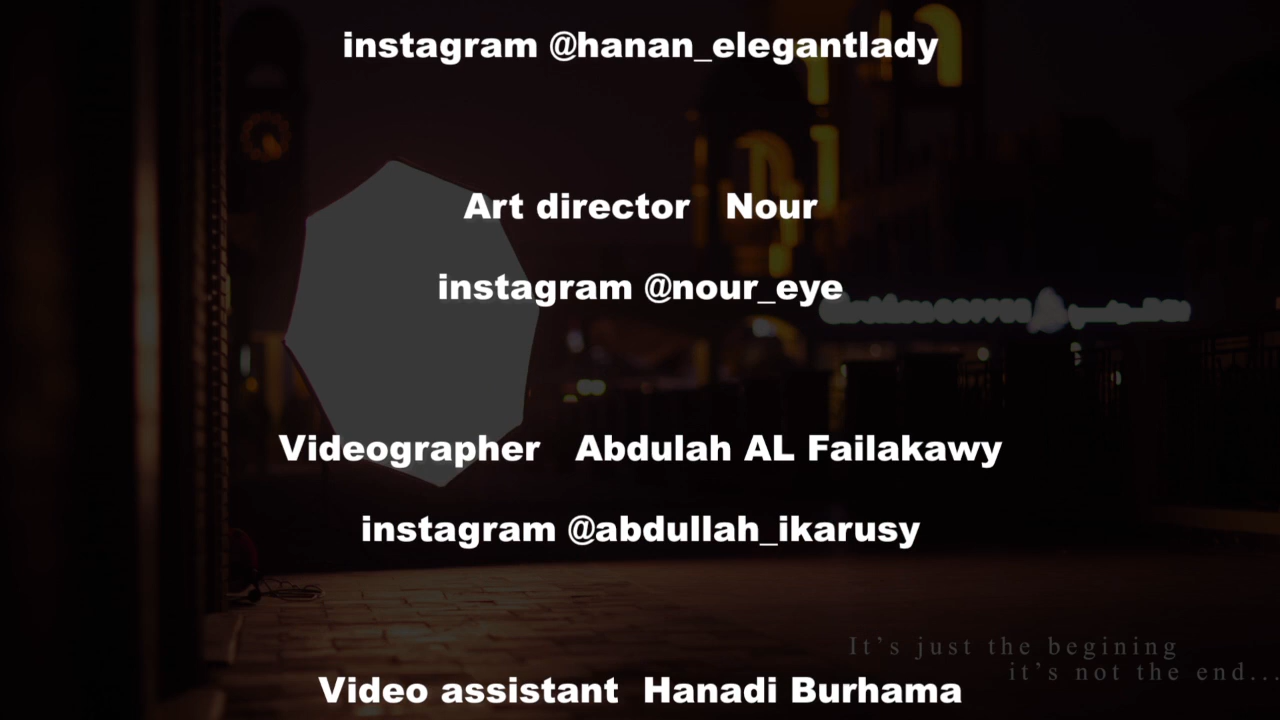 instagram @hanan_elegantlady
Art director Nour
instagram @nour_eye
Videographer Abdulah AL Failakawy
instagram @abdullah_ikarusy
It's just the begining
it's not the end...
Video assistant Hanadi Burhama